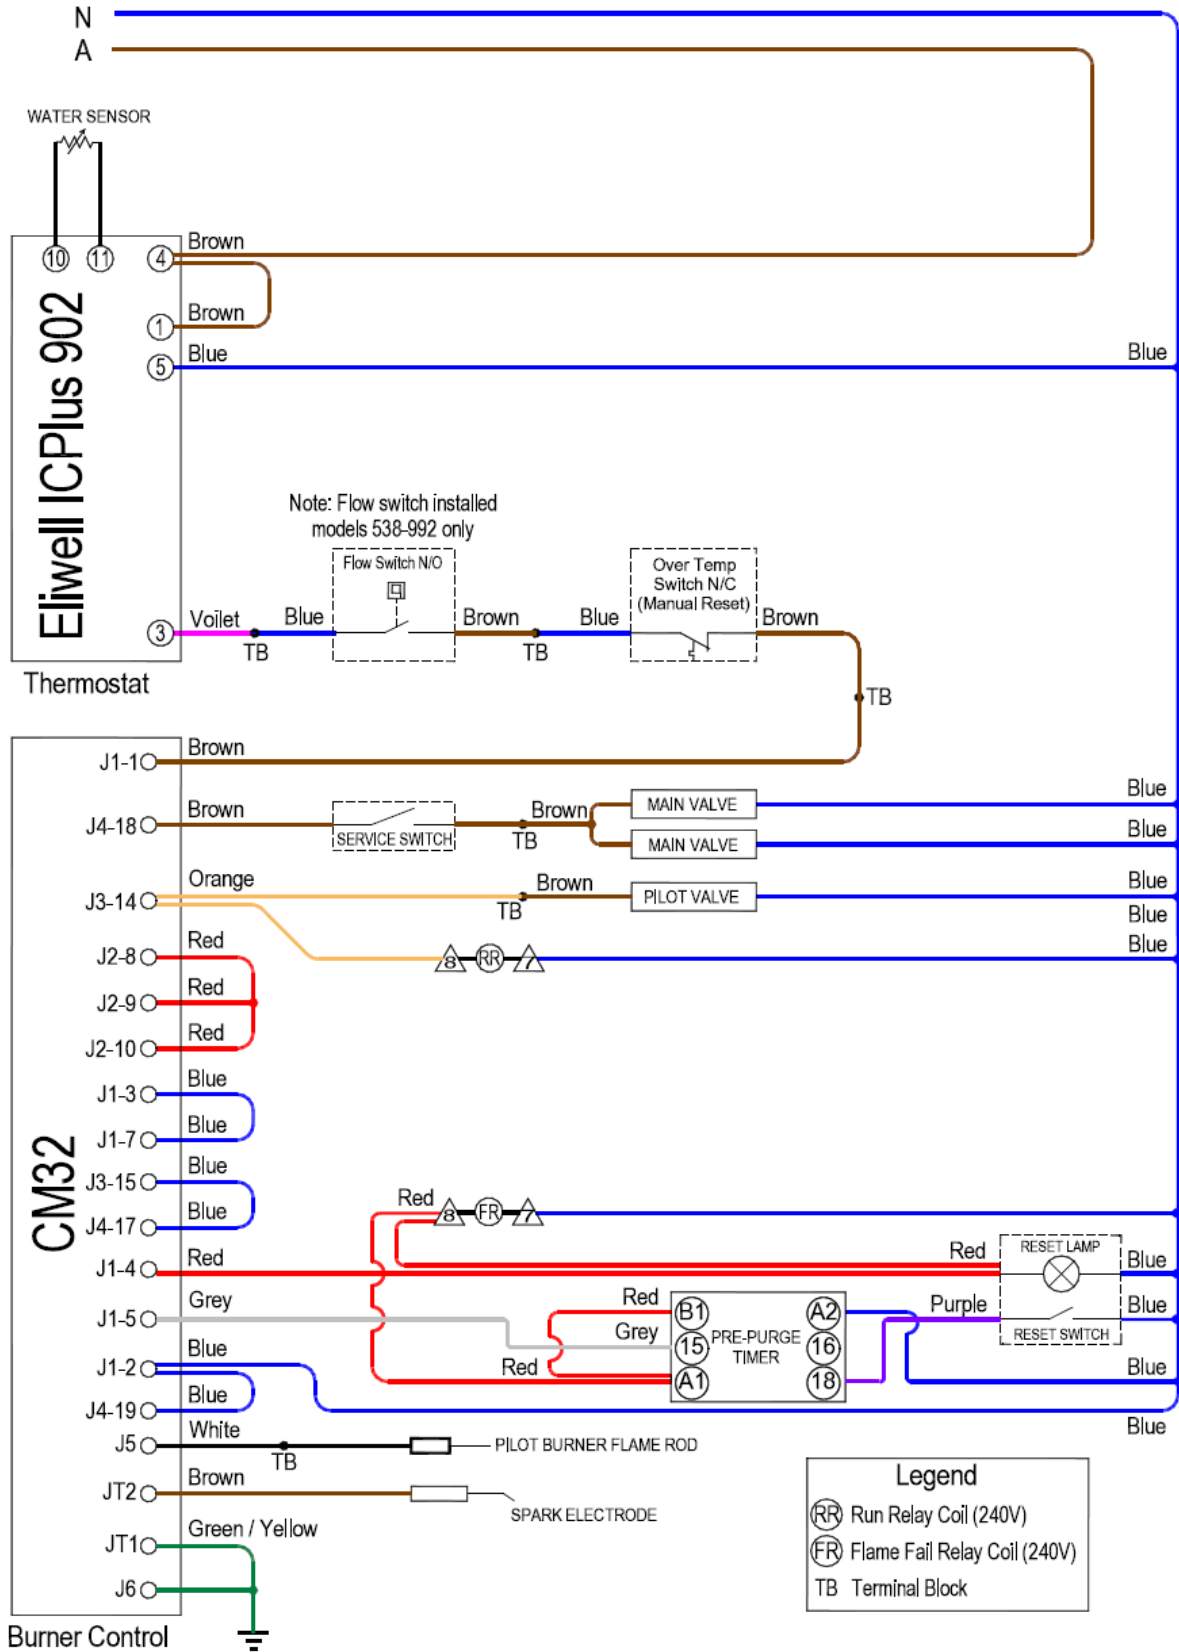 N
A
WATER SENSOR
10
11
4
Brown
1
Brown
5
Blue
Blue
Eliwell ICPlus 902
Note: Flow switch installed
models 538-992 only
Flow Switch N/O
Over Temp
Switch N/C
(Manual Reset)
3
Voilet
TB
Blue
Brown
TB
Blue
Brown
TB
Thermostat
J1-1
Brown
J4-18
Brown
SERVICE SWITCH
TB
Brown
MAIN VALVE
Blue
MAIN VALVE
Blue
J3-14
Orange
TB
Brown
PILOT VALVE
Blue
Blue
8
RR
7
Blue
J2-8
Red
J2-9
Red
J2-10
Red
J1-3
Blue
J1-7
Blue
CM32
J3-15
Blue
J4-17
Blue
Red
8
FR
7
J1-4
Red
Red
RESET LAMP
Blue
J1-5
Grey
Purple
RESET SWITCH
Blue
Red
B1
Grey
15
Red
A1
PRE-PURGE
TIMER
A2
16
18
Blue
J1-2
Blue
J4-19
Blue
Blue
J5
White
TB
PILOT BURNER FLAME ROD
JT2
Brown
SPARK ELECTRODE
JT1
Green / Yellow
J6
Burner Control
Legend
RR Run Relay Coil (240V)
FR Flame Fail Relay Coil (240V)
TB Terminal Block